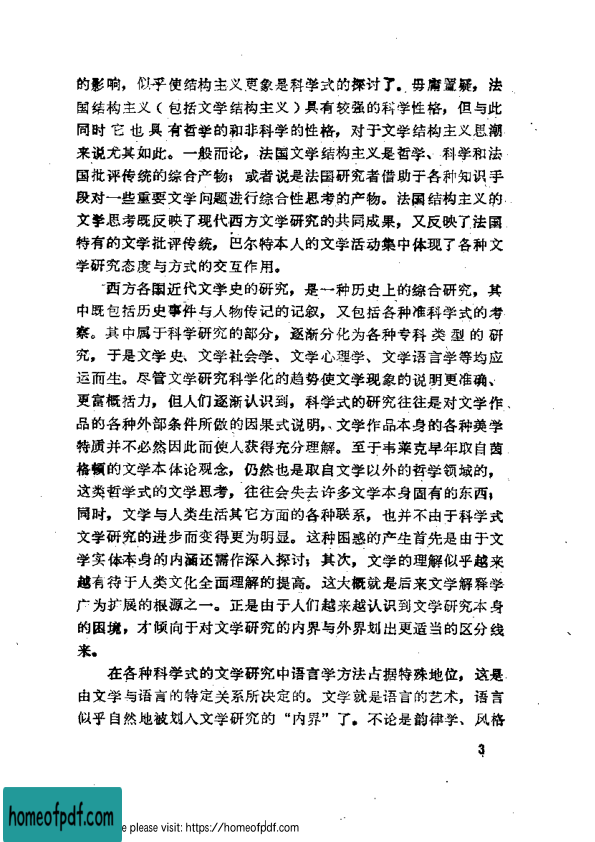 的影响，似乎使结构主义更象是科学式的探讨了。毋庸置疑，法
国结构主义（包括文学结构主义）具有较强的科学性格，但与此
同时它也具有哲学的和非科学的性格，对于文学结构主义思潮
来说尤其如此。一般而论，法国文学结构主义是哲学、科学和法
国批评传统的综合产物；或者说是法国研究者借助于各种知识手
段对一些重要文学问题进行综合性思考的产物。法国结构主义的
文学思考既反映了现代西方文学研究的共同成果，又反映了法国
特有的文学批评传统，巴尔特本人的文学活动集中体现了各种文
学研究态度与方式的交互作用。
西方各国近代文学史的研究，是一种历史上的综合研究，其
中既包括历史事件与人物传记的记叙，又包括各种准科学式的考
察。其中属于科学研究的部分，逐渐分化为各种专科类型的研
究，于是文学史、文学社会学、文学心理学、文学语言学等均应
运而生。尽管文学研究科学化的趋势使文学现象的说明更准确、
更富概括力，但人们逐渐认识到，科学式的研究往往是对文学作
品的各种外部条件所做的因果式说明，文学作品本身的各种美学
特质并不必然因此而使人获得充分理解。至于韦莱克早年取自茵
格顿的文学本体论观念，仍然也是取自文学以外的哲学领域的，
这类哲学式的文学思考，往往会失去许多文学本身固有的东西；
同时，文学与人类生活其它方面的各种联系，也并不由于科学式
文学研究的进步而变得更为明显。这种困惑的产生首先是由于文
学实体本身的内涵还需作深入探讨；其次，文学的理解似乎越来
越有待于人类文化全面理解的提高。这大概就是后来文学解释学
广为扩展的根源之一。正是由于人们越来越认识到文学研究本身
的困境，才倾向于对文学研究的内界与外界划出更适当的区分线
来。
在各种科学式的文学研究中语言学方法占据特殊地位，这是
由文学与语言的特定关系所决定的。文学就是语言的艺术，语言
似乎自然地被划入文学研究的“内界”了。不论是韵律学、风格
3
homeofpdf.com
e please visit: https://homeofpdf.com